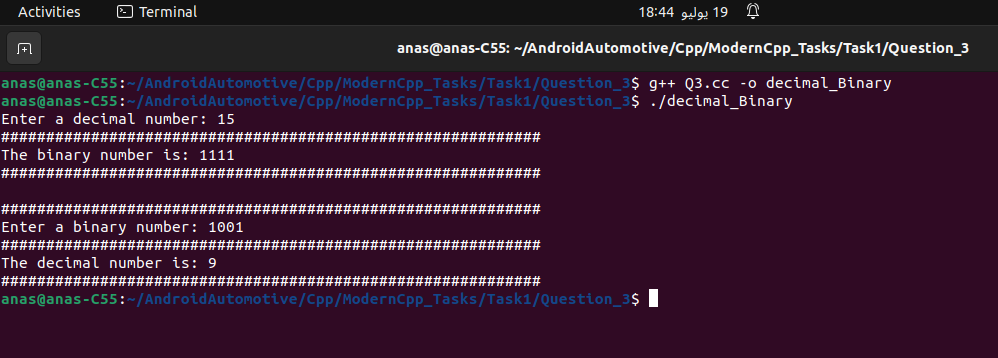 Activities Terminal 19 يوليو 18:44
anas@anas-C55: ~/AndroidAutomotive/Cpp/ModernCpp_Tasks/Task1/Question_3
anas@anas-C55:~/AndroidAutomotive/Cpp/ModernCpp_Tasks/Task1/Question_3$ g++ Q3.cc -o decimal_Binary
anas@anas-C55:~/AndroidAutomotive/Cpp/ModernCpp_Tasks/Task1/Question_3$ ./decimal_Binary
Enter a decimal number: 15
############################################################
The binary number is: 1111
############################################################
############################################################
Enter a binary number: 1001
############################################################
The decimal number is: 9
############################################################
anas@anas-C55:~/AndroidAutomotive/Cpp/ModernCpp_Tasks/Task1/Question_3$